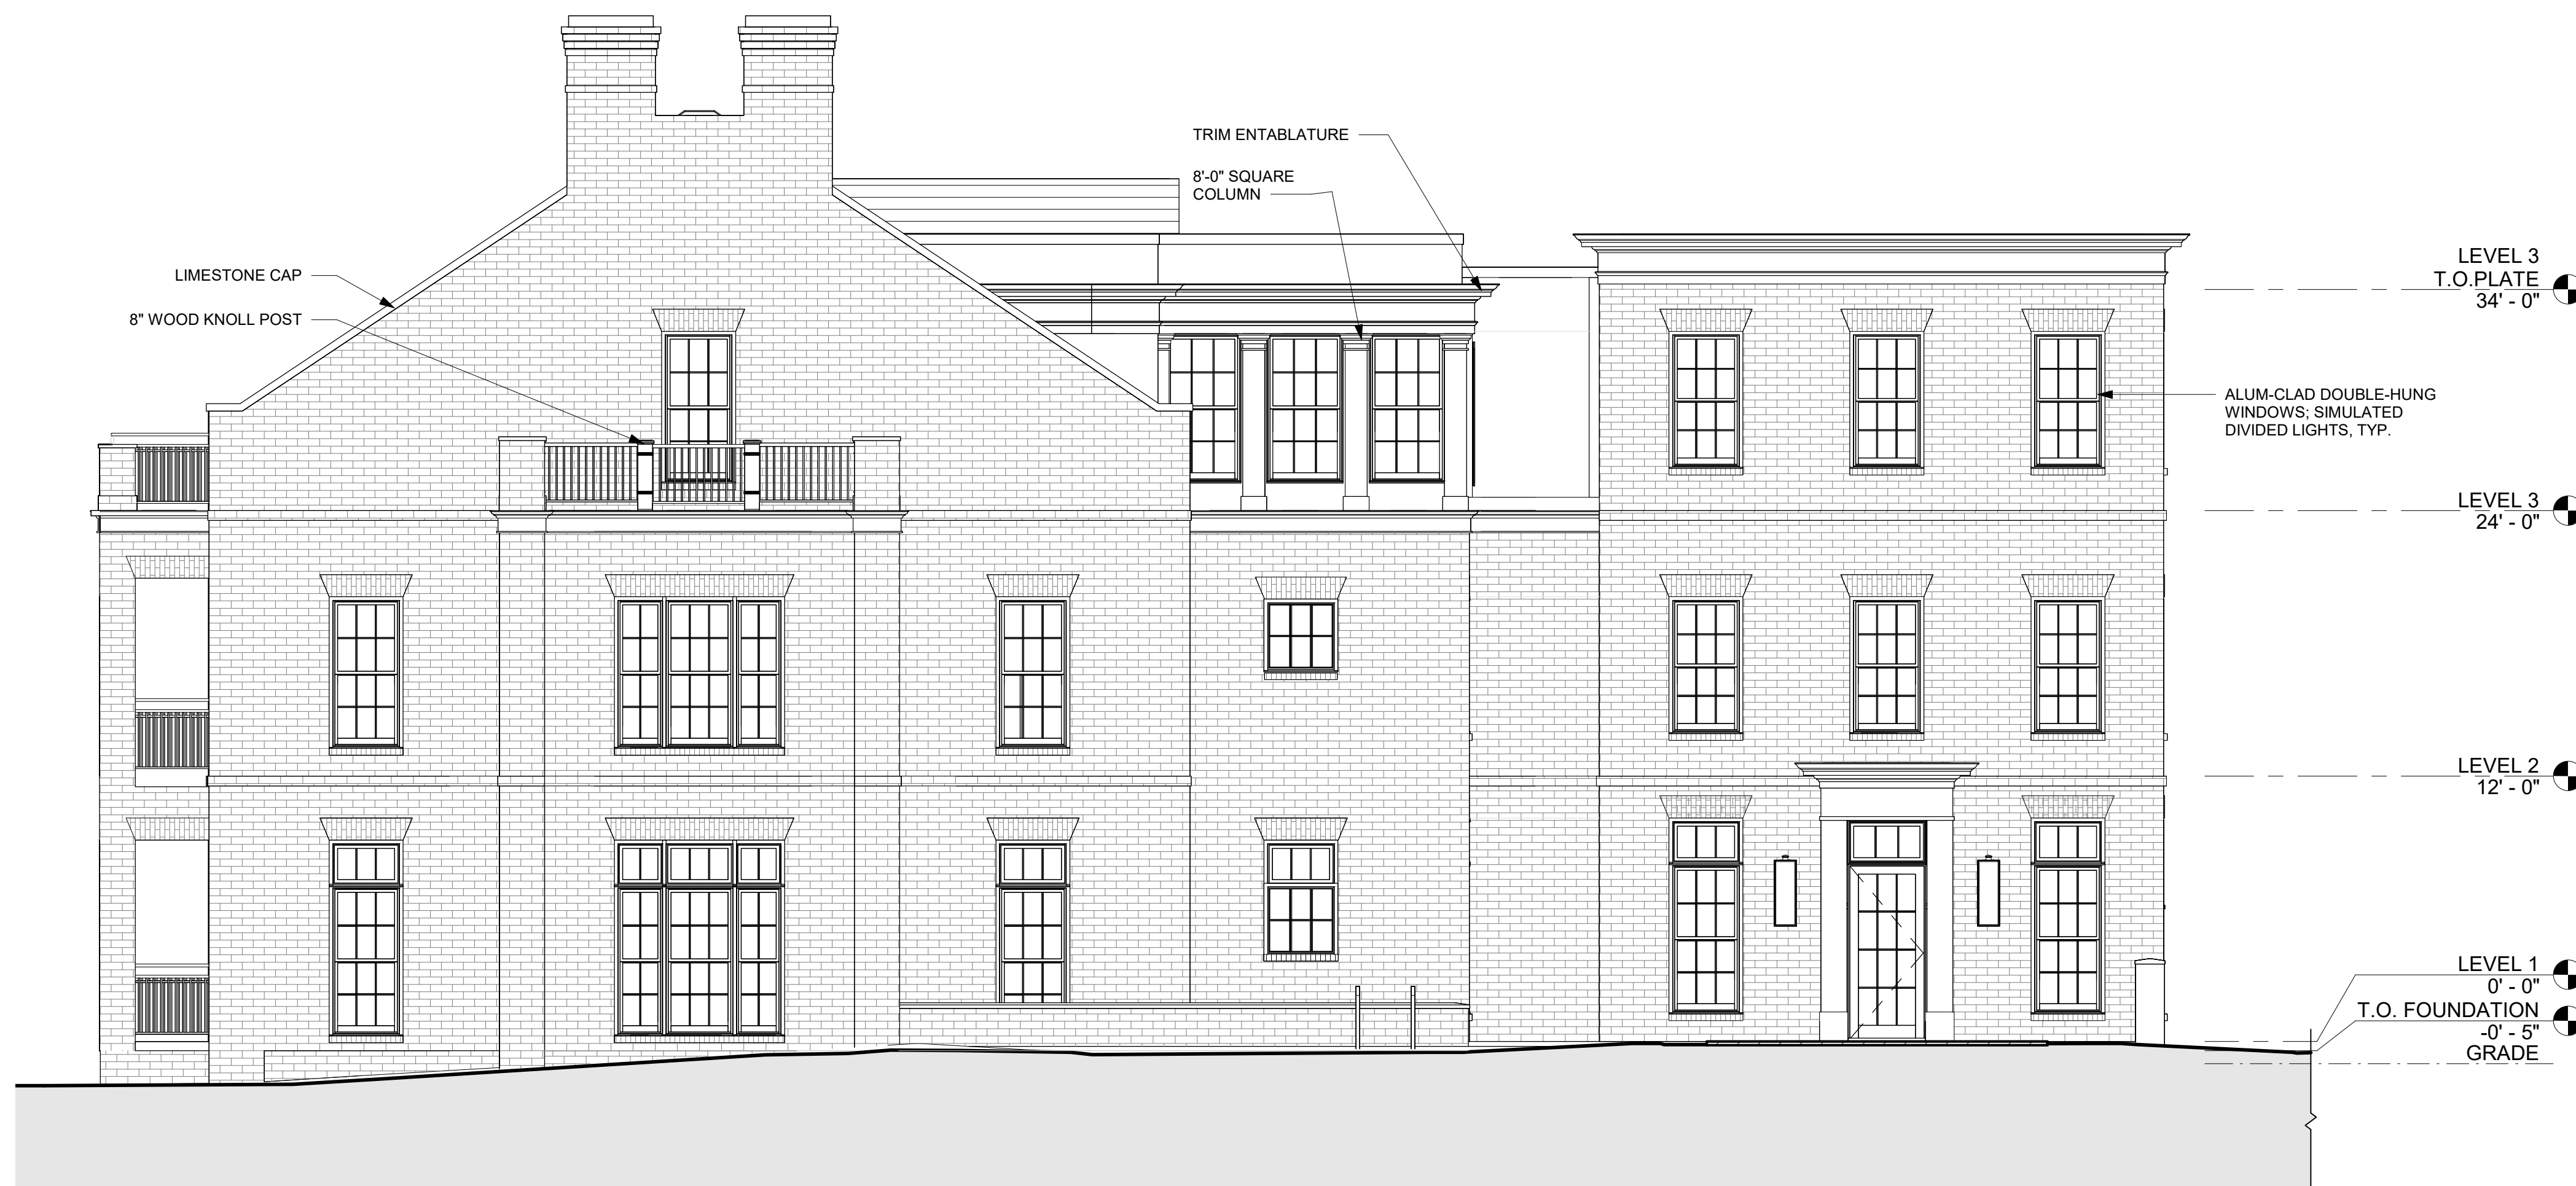 TRIM ENTABLATURE
8'-0" SQUARE
COLUMN
LIMESTONE CAP
8" WOOD KNOLL POST
LEVEL 3
T.O.PLATE
34' - 0"
ALUM-CLAD DOUBLE-HUNG
WINDOWS; SIMULATED
DIVIDED LIGHTS, TYP.
LEVEL 3
24' - 0"
LEVEL 2
12' - 0"
LEVEL 1
0' - 0"
T.O. FOUNDATION
-0' - 5"
GRADE